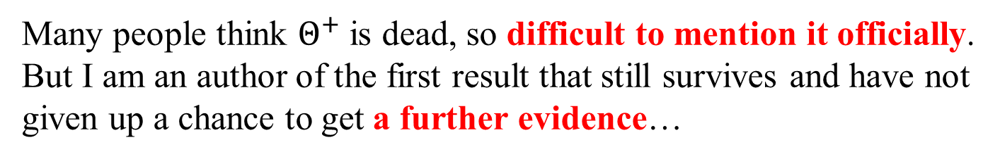 Many people think Θ⁺ is dead, so difficult to mention it officially.
But I am an author of the first result that still survives and have not
given up a chance to get a further evidence…